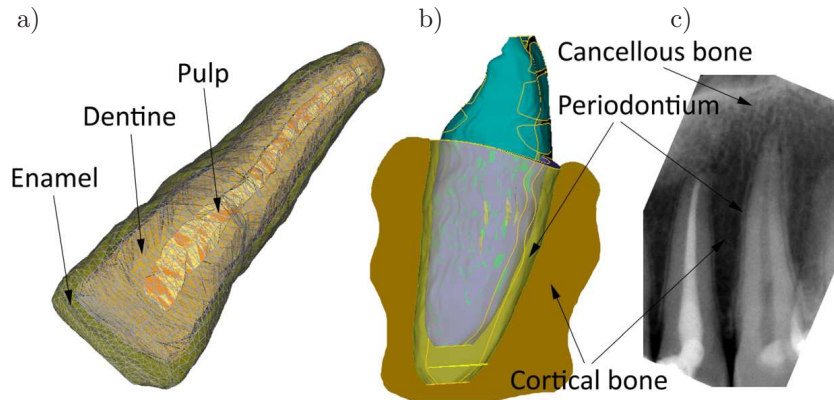 a)
b)
c)
Cancellous bone
Pulp
Periodontium
Dentine
Enamel
Cortical bone